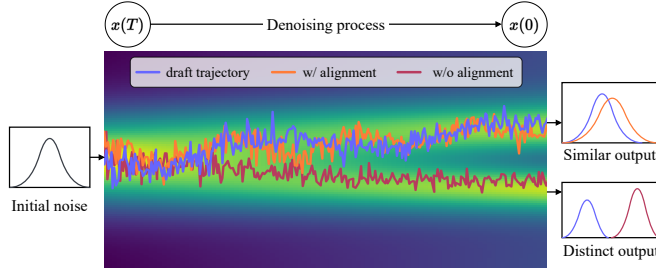 x(T) Denoising process x(0)
draft trajectory w/ alignment w/o alignment
Initial noise
Similar output
Distinct output